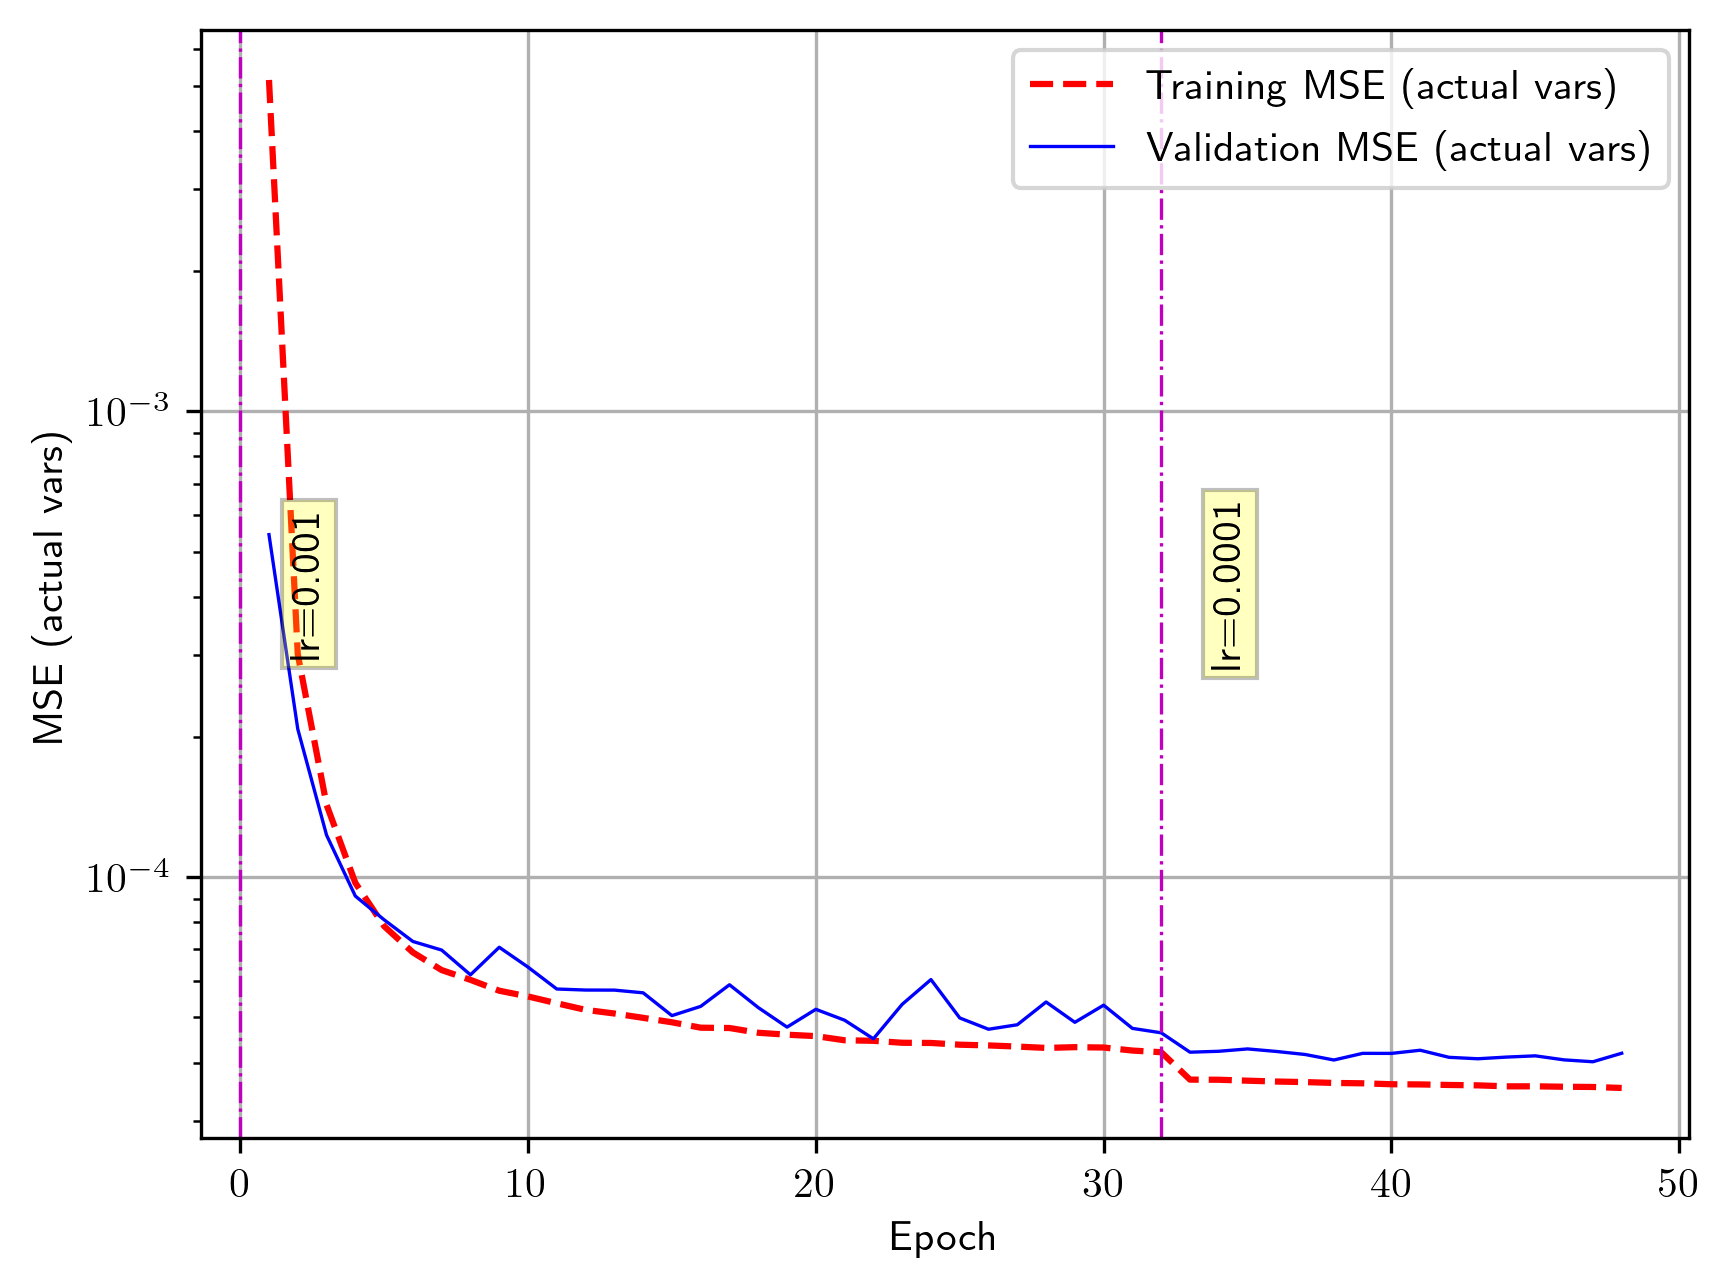 Training MSE (actual vars)
Validation MSE (actual vars)
10⁻³
10⁻⁴
MSE (actual vars)
lr=0.001
lr=0.0001
0 10 20 30 40 50
Epoch